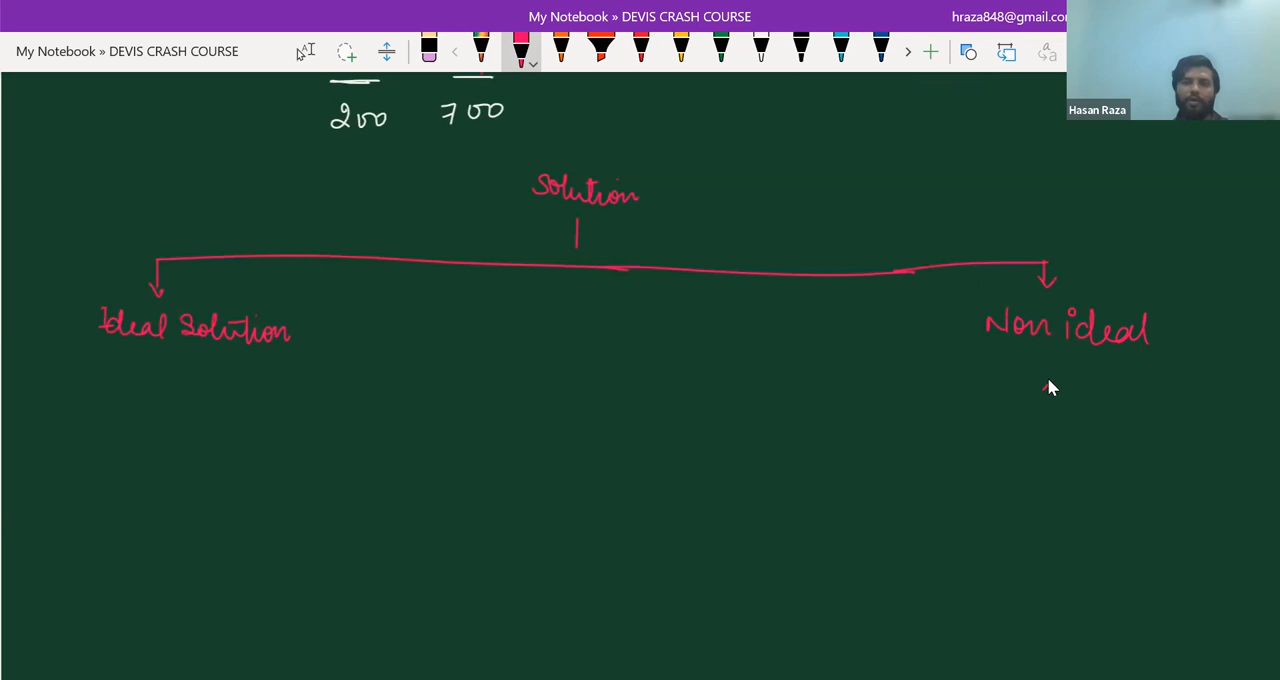 My Notebook » DEVIS CRASH COURSE
hraza848@gmail.co
My Notebook » DEVIS CRASH COURSE
Hasan Raza
200 700
Solution
Ideal Solution
Non ideal